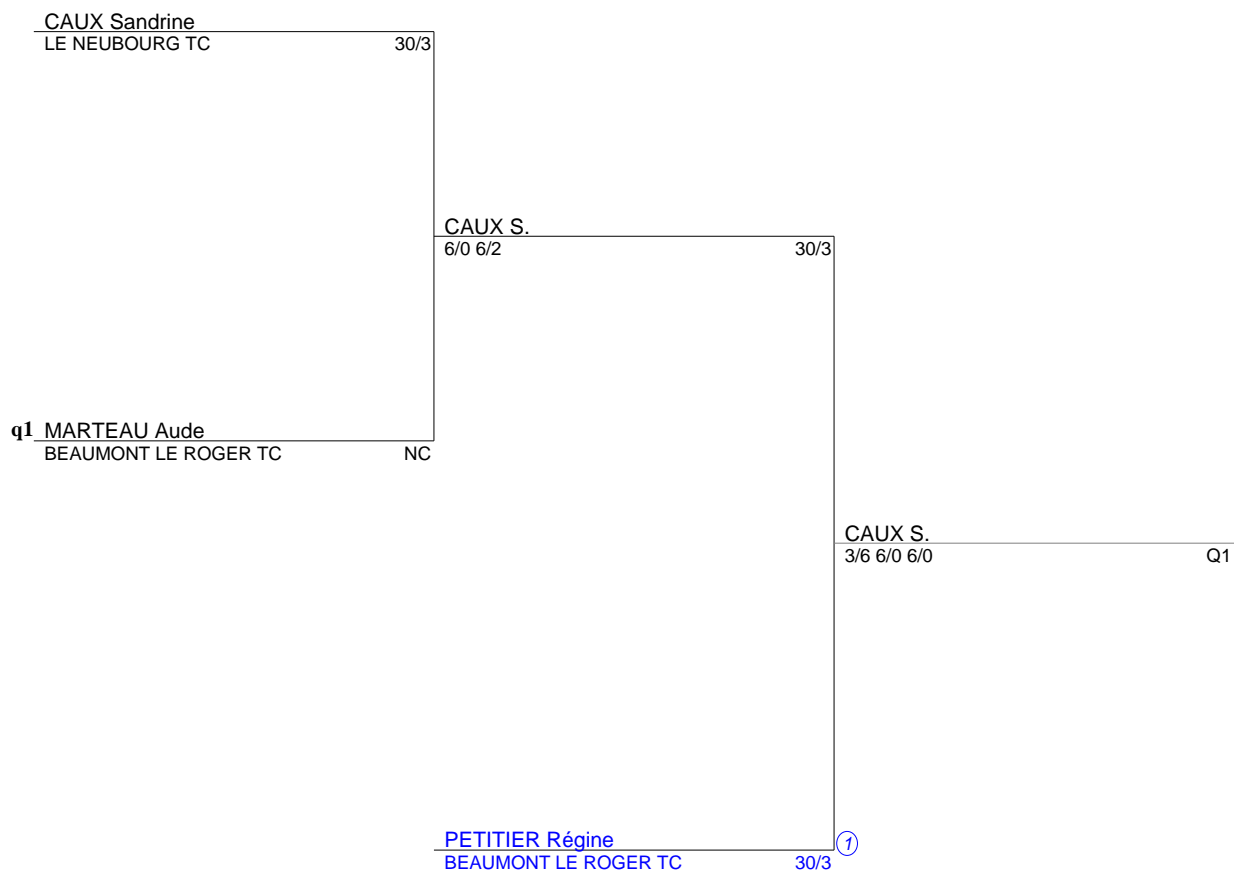 CAUX Sandrine
LE NEUBOURG TC 30/3
CAUX S.
6/0 6/2 30/3
q1 MARTEAU Aude
BEAUMONT LE ROGER TC NC
CAUX S.
3/6 6/0 6/0 Q1
PETITIER Régine 1
BEAUMONT LE ROGER TC 30/3